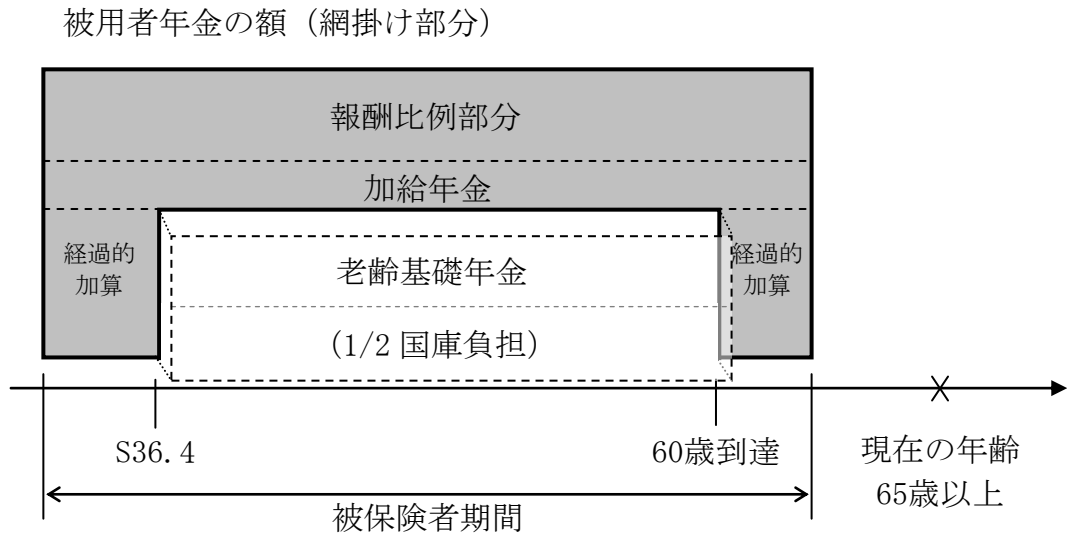 被用者年金の額（網掛け部分）
報酬比例部分
加給年金
経過的
加算
老齢基礎年金
(1/2 国庫負担)
経過的
加算
S36.4
60歳到達
現在の年齢
65歳以上
被保険者期間